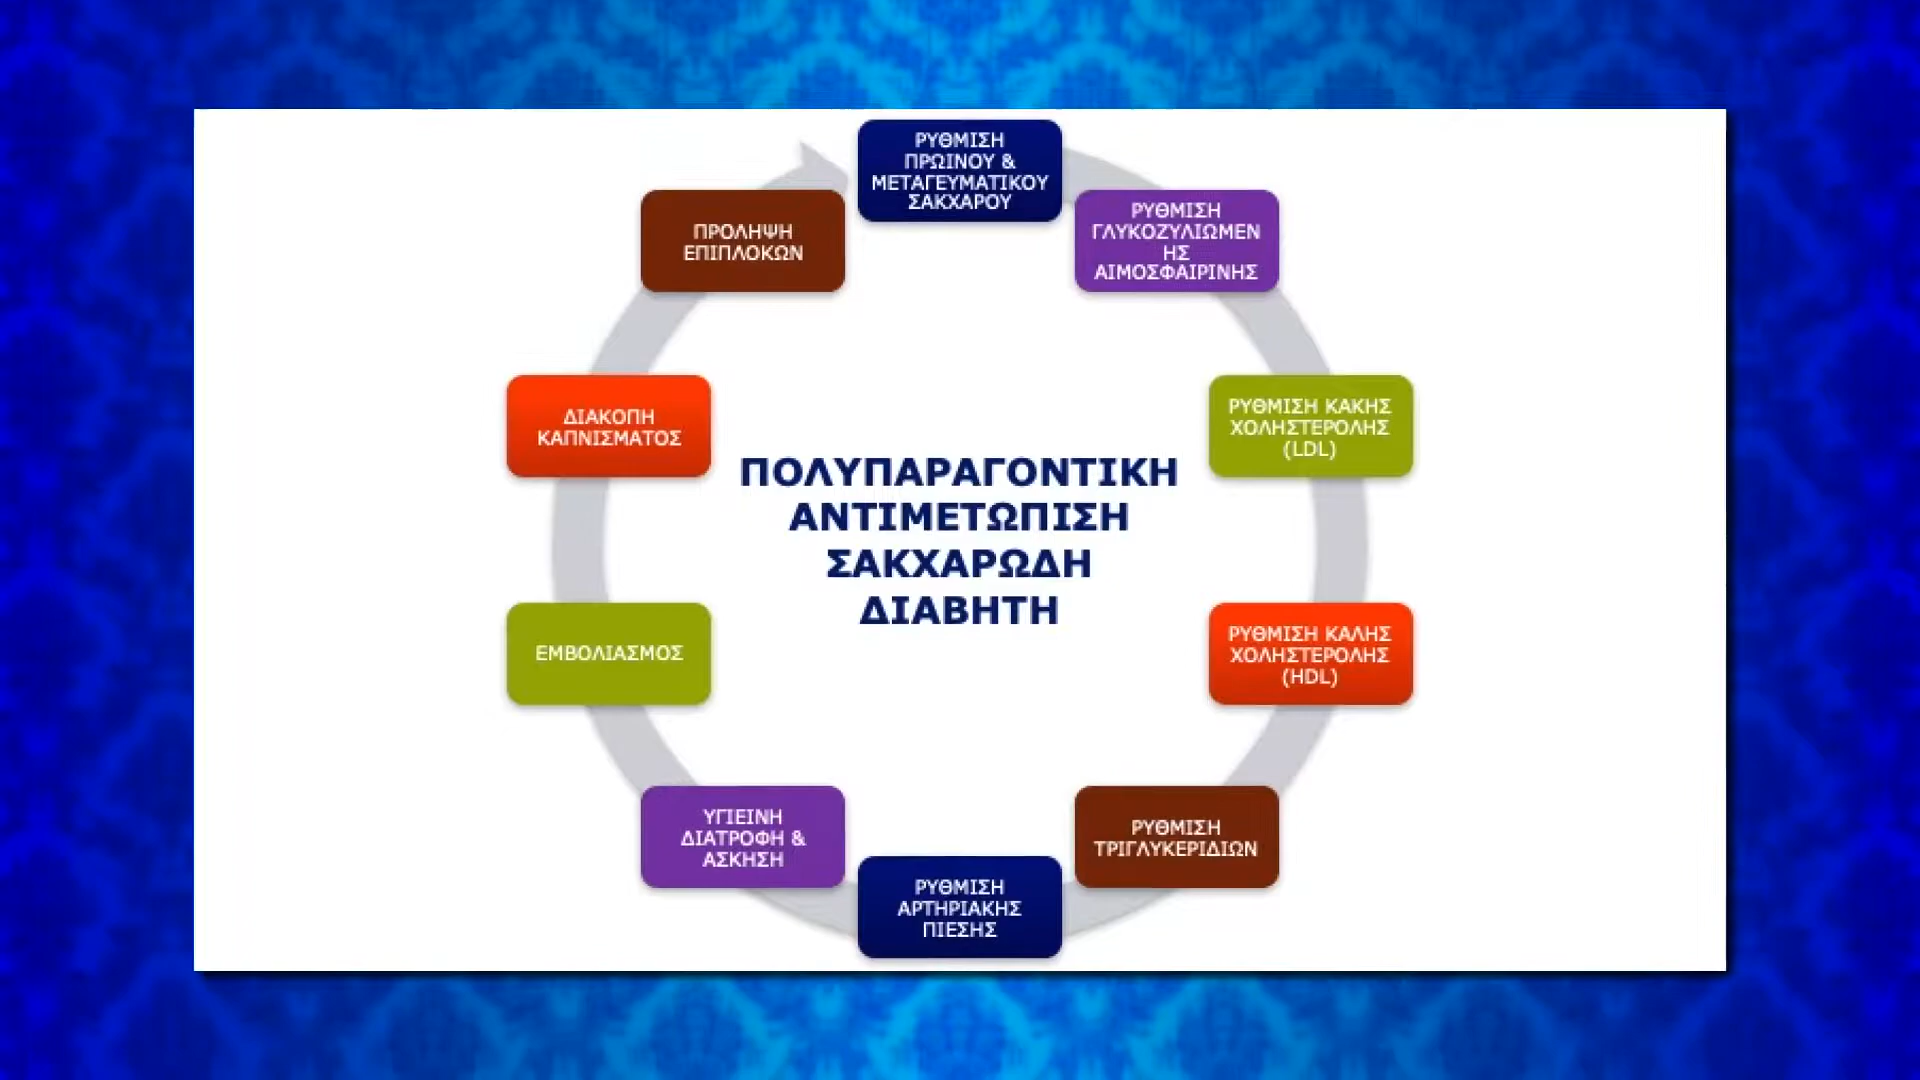 ΡΥΘΜΙΣΗ
ΠΡΩΙΝΟΥ &
ΜΕΤΑΓΕΥΜΑΤΙΚΟΥ
ΣΑΚΧΑΡΟΥ
ΡΥΘΜΙΣΗ
ΓΛΥΚΟΖΥΛΙΩΜΕΝ
ΗΣ
ΑΙΜΟΣΦΑΙΡΙΝΗΣ
ΡΥΘΜΙΣΗ ΚΑΚΗΣ
ΧΟΛΗΣΤΕΡΟΛΗΣ
(LDL)
ΡΥΘΜΙΣΗ ΚΑΛΗΣ
ΧΟΛΗΣΤΕΡΟΛΗΣ
(HDL)
ΡΥΘΜΙΣΗ
ΤΡΙΓΛΥΚΕΡΙΔΙΩΝ
ΡΥΘΜΙΣΗ
ΑΡΤΗΡΙΑΚΗΣ
ΠΙΕΣΗΣ
ΥΓΙΕΙΝΗ
ΔΙΑΤΡΟΦΗ &
ΑΣΚΗΣΗ
ΕΜΒΟΛΙΑΣΜΟΣ
ΔΙΑΚΟΠΗ
ΚΑΠΝΙΣΜΑΤΟΣ
ΠΡΟΛΗΨΗ
ΕΠΙΠΛΟΚΩΝ
ΠΟΛΥΠΑΡΑΓΟΝΤΙΚΗ
ΑΝΤΙΜΕΤΩΠΙΣΗ
ΣΑΚΧΑΡΩΔΗ
ΔΙΑΒΗΤΗ